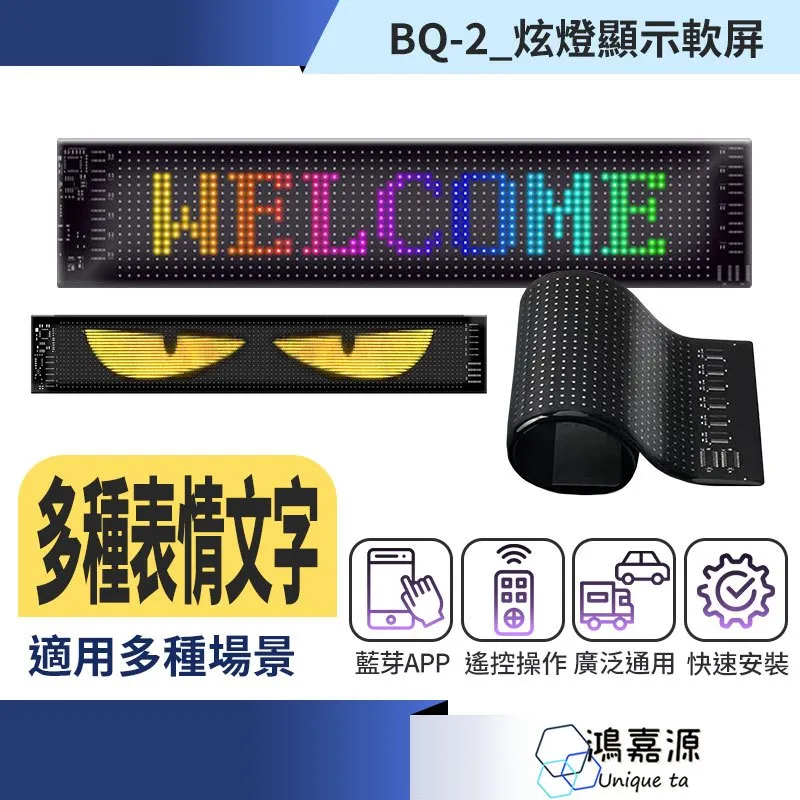 BQ-2_炫燈顯示軟屏
WELCOME
多種表情文字
適用多種場景
藍芽APP
遙控操作
廣泛通用
快速安裝
鴻嘉源
Unique ta